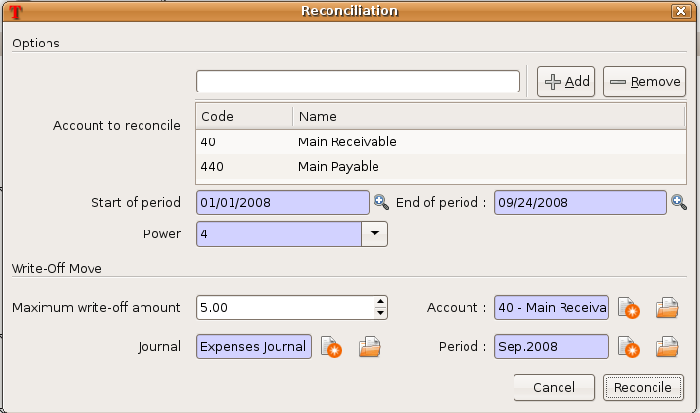 Reconciliation
Options
Add
Remove
Account to reconcile
Code Name
40 Main Receivable
440 Main Payable
Start of period 01/01/2008 End of period : 09/24/2008
Power 4
Write-Off Move
Maximum write-off amount 5.00 Account : 40 - Main Receiva
Journal Expenses Journal Period : Sep.2008
Cancel Reconcile